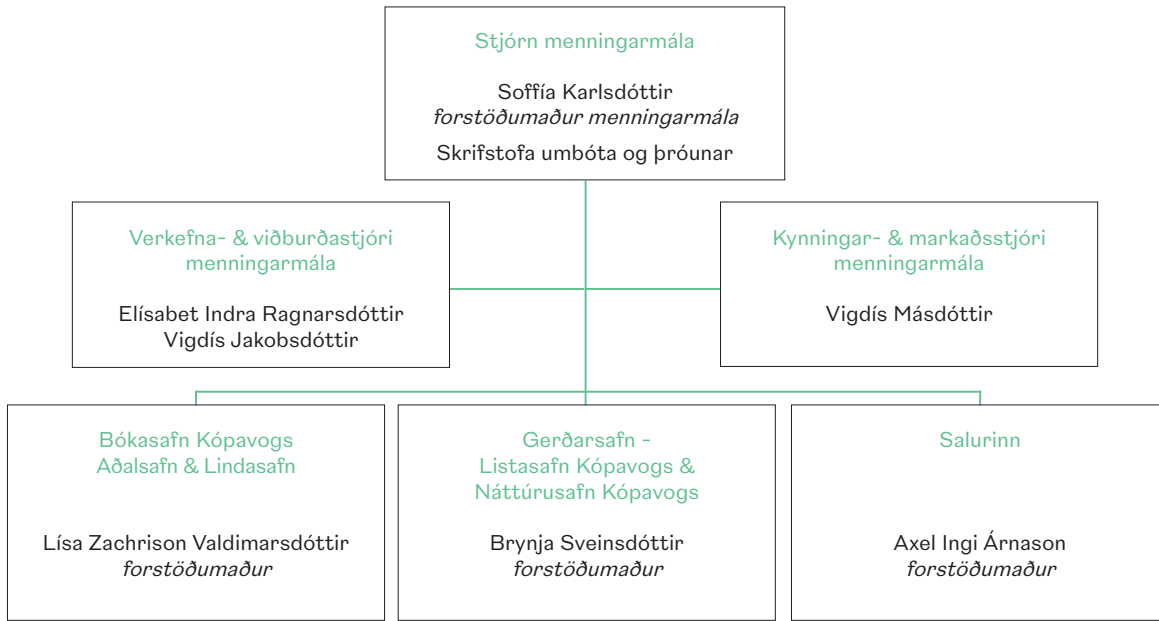 Stjórn menningarmála
Soffía Karlsdóttir
forstöðumaður menningarmála
Skrifstofa umbóta og þróunar
Verkefna- & viðburðastjóri
menningarmála
Elísabet Indra Ragnarsdóttir
Vigdís Jakobsdóttir
Kynningar- & markaðsstjóri
menningarmála
Vigdís Másdóttir
Bókasafn Kópavogs
Aðalsafn & Lindasafn
Lísa Zachrison Valdimarsdóttir
forstöðumaður
Gerðarsafn -
Listasafn Kópavogs &
Náttúrusafn Kópavogs
Brynja Sveinsdóttir
forstöðumaður
Salurinn
Axel Ingi Árnason
forstöðumaður